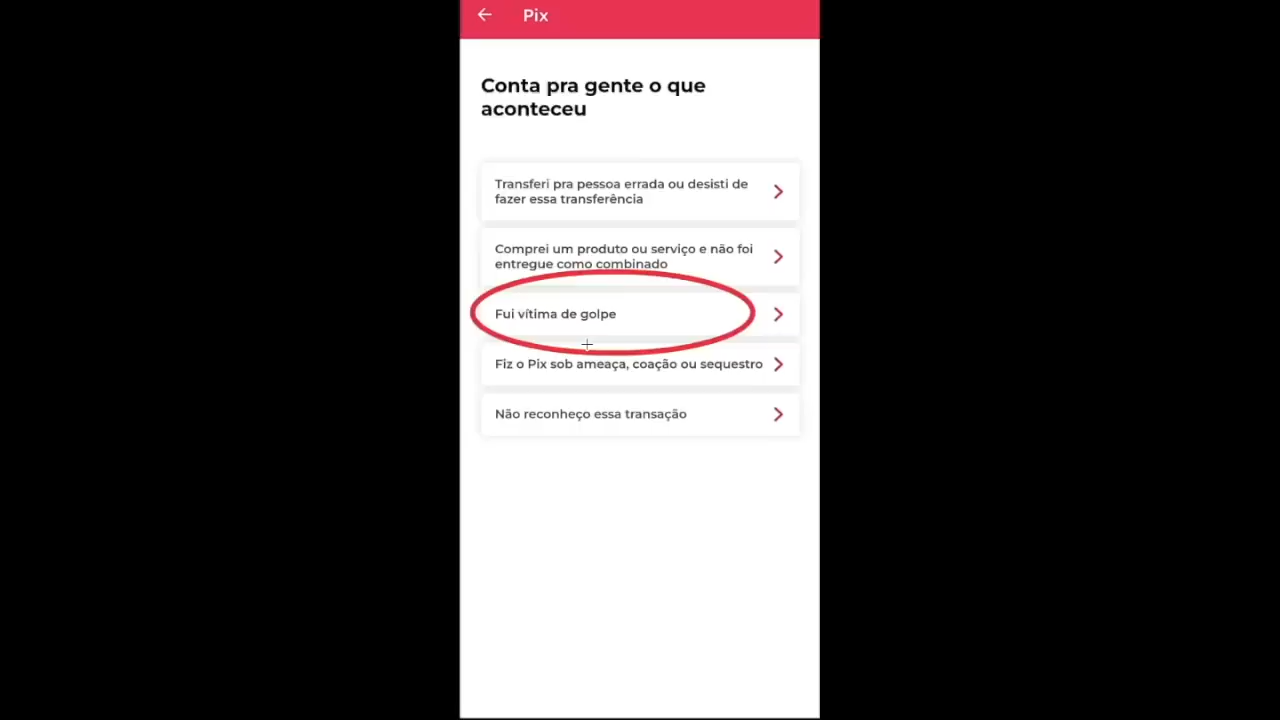 Pix
Conta pra gente o que
aconteceu
Transferi pra pessoa errada ou desisti de
fazer essa transferência
Comprei um produto ou serviço e não foi
entregue como combinado
Fui vítima de golpe
Fiz o Pix sob ameaça, coação ou sequestro
Não reconheço essa transação